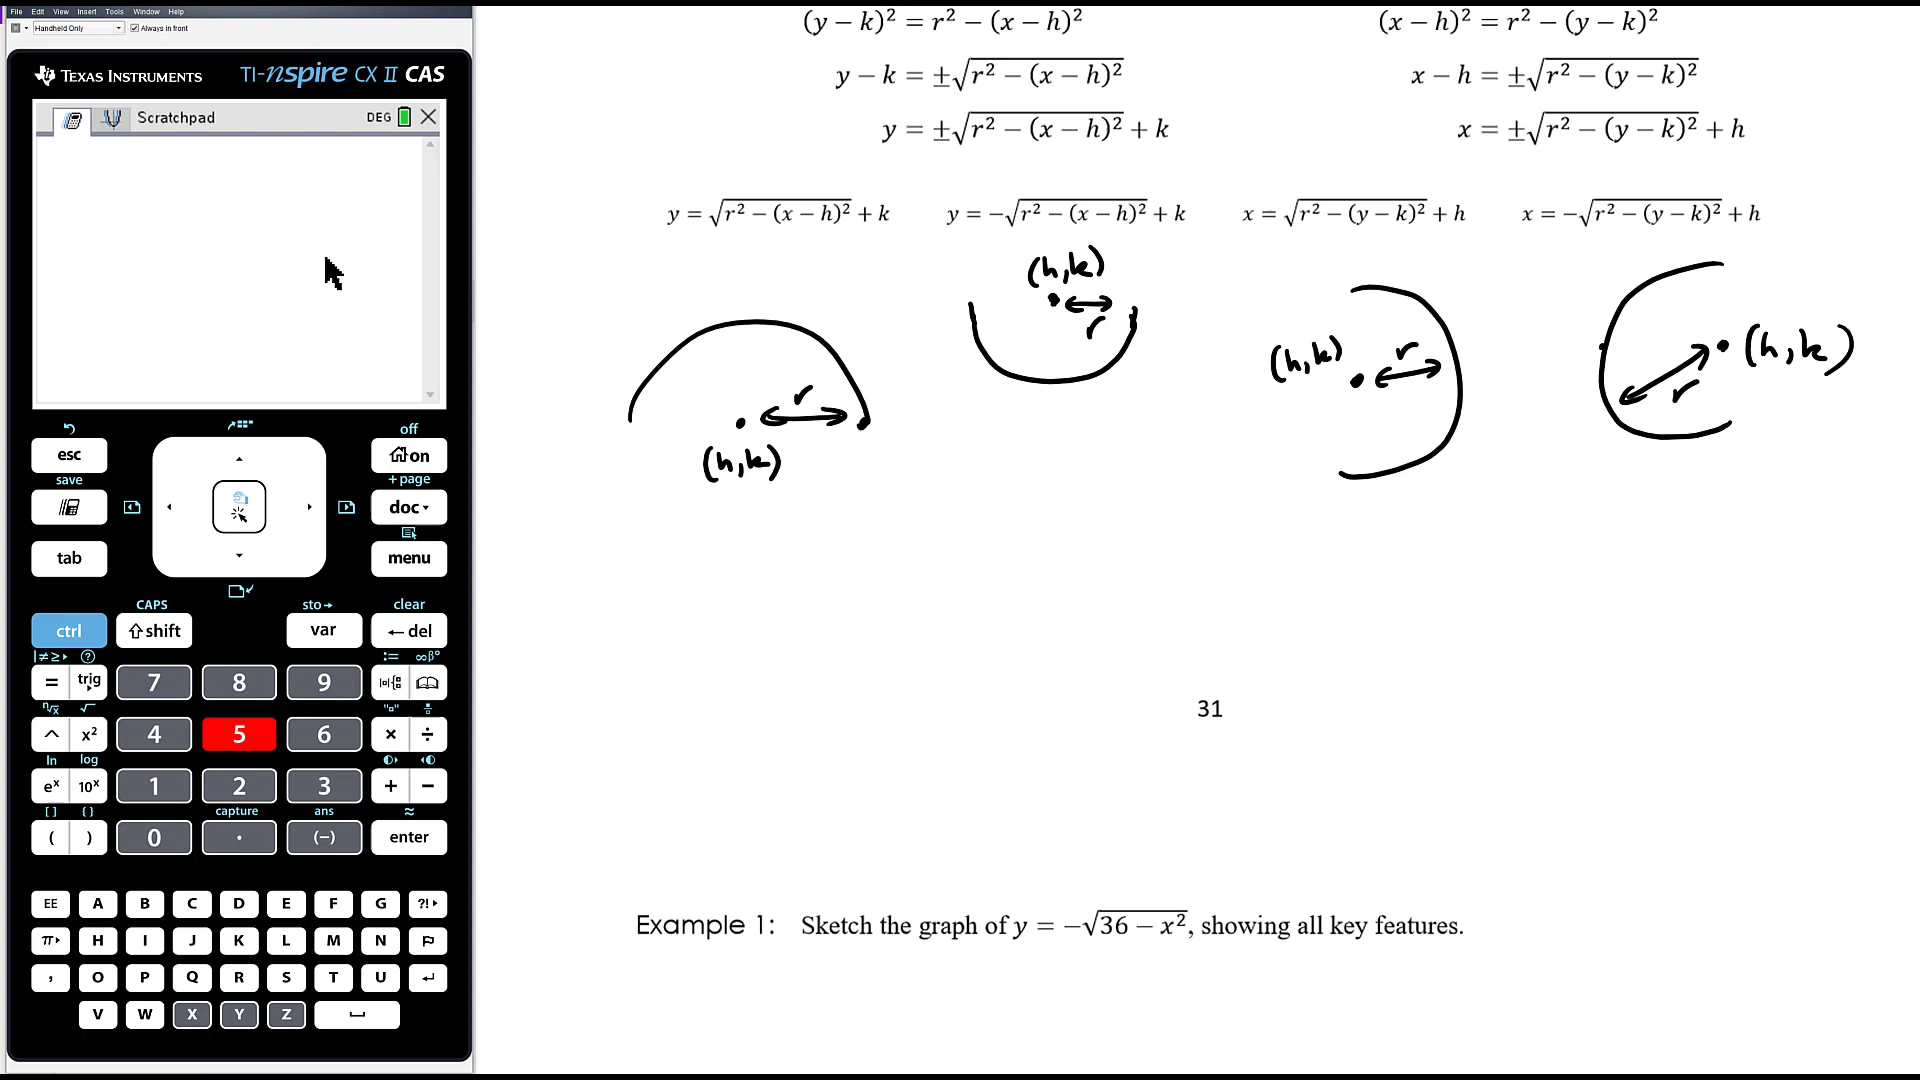 File Edit View Insert Tools Window Help
Handheld Only Always in front
TEXAS INSTRUMENTS TI-nspire CX II CAS
Scratchpad DEG
off
esc on
save + page
doc
tab menu
CAPS sto→ clear
ctrl ⇧shift var ←del
|≠≥▸ ?  := ∞β°
= trig 7 8 9 |□|{
ⁿ√x √ "□"
^ x² 4 5 6 × ÷
ln log
eˣ 10ˣ 1 2 3 + −
[ ] { } capture ans ≈
( ) 0 . (−) enter
EE A B C D E F G ?!▸
π▸ H I J K L M N
, O P Q R S T U ↵
V W X Y Z
(y − k)² = r² − (x − h)²
y − k = ±√(r² − (x − h)²)
y = ±√(r² − (x − h)²) + k
(x − h)² = r² − (y − k)²
x − h = ±√(r² − (y − k)²)
x = ±√(r² − (y − k)²) + h
y = √(r² − (x − h)²) + k
y = −√(r² − (x − h)²) + k
x = √(r² − (y − k)²) + h
x = −√(r² − (y − k)²) + h
r
(h,k)
(h,k)
r
(h,k) r
(h,k)
r
31
Example 1: Sketch the graph of y = −√(36 − x²), showing all key features.